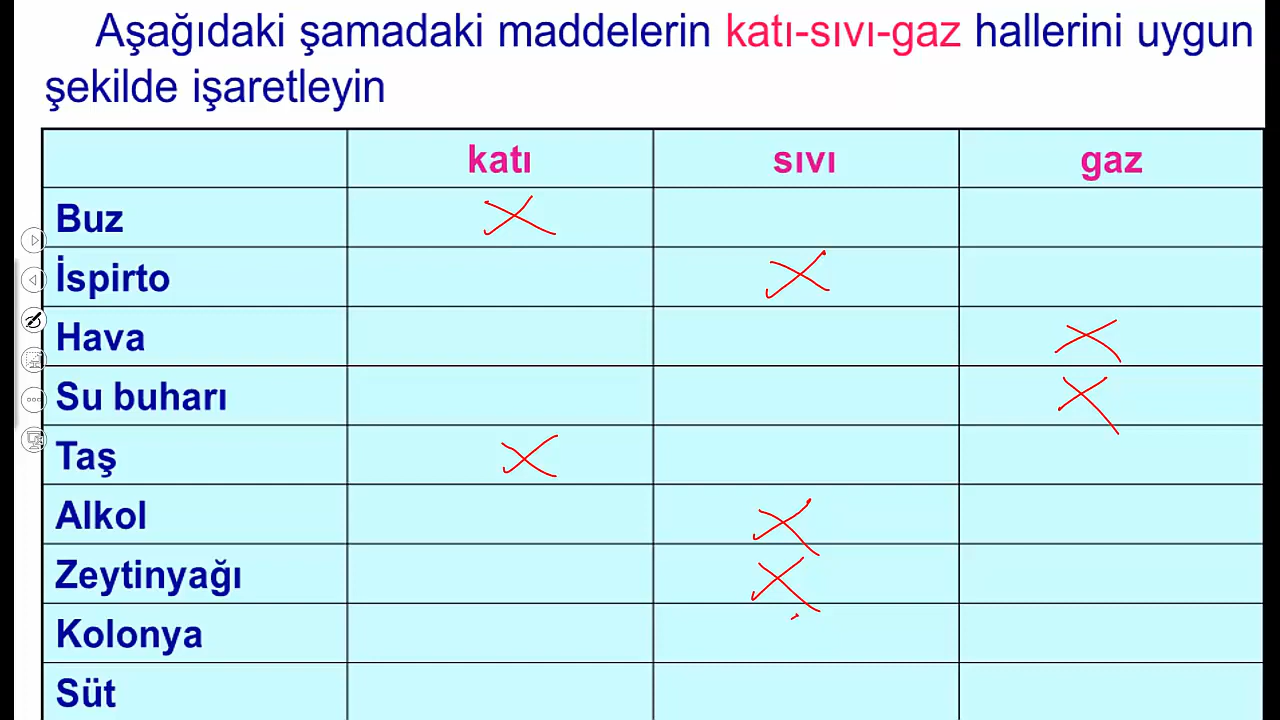 Aşağıdaki şamadaki maddelerin katı-sıvı-gaz hallerini uygun
şekilde işaretleyin
katı sıvı gaz
Buz
İspirto
Hava
Su buharı
Taş
Alkol
Zeytinyağı
Kolonya
Süt